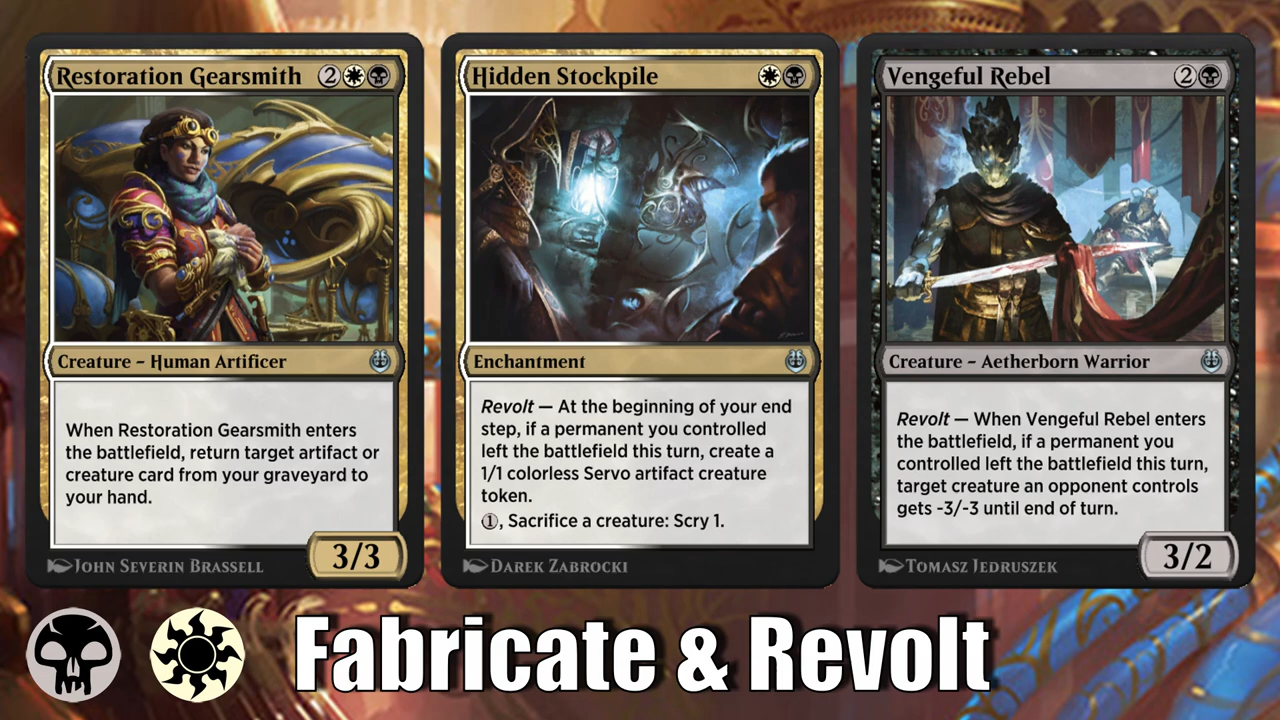 Restoration Gearsmith 2
Creature – Human Artificer
When Restoration Gearsmith enters
the battlefield, return target artifact or
creature card from your graveyard to
your hand.
3/3
John Severin Brassell
Hidden Stockpile
Enchantment
Revolt — At the beginning of your end
step, if a permanent you controlled
left the battlefield this turn, create a
1/1 colorless Servo artifact creature
token.
1, Sacrifice a creature: Scry 1.
Darek Zabrocki
Vengeful Rebel 2
Creature – Aetherborn Warrior
Revolt — When Vengeful Rebel enters
the battlefield, if a permanent you
controlled left the battlefield this turn,
target creature an opponent controls
gets -3/-3 until end of turn.
3/2
Tomasz Jedruszek
Fabricate & Revolt